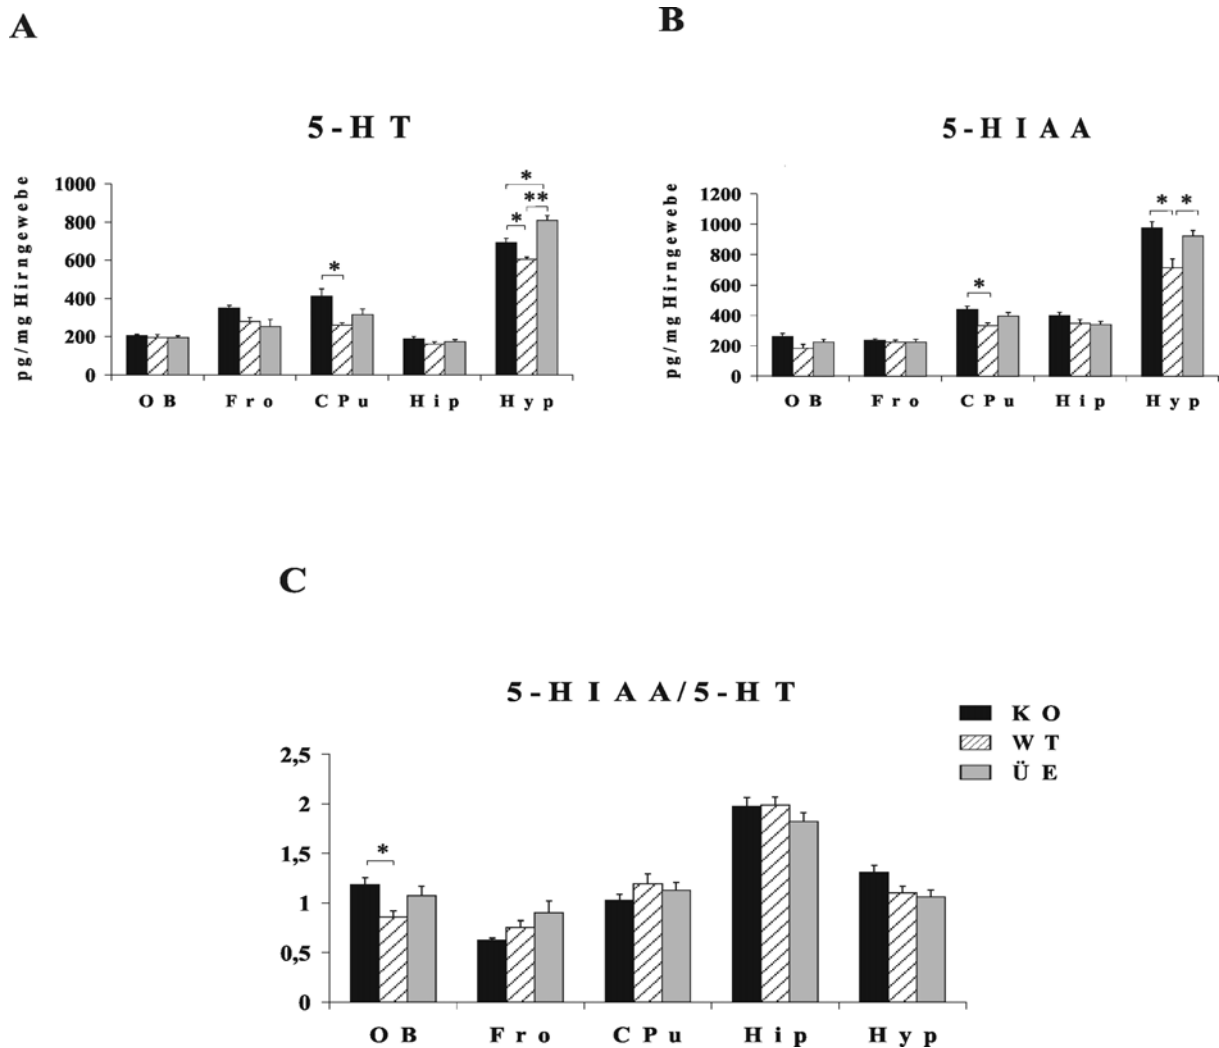 A
5-HT
pg/mg Hirngewebe
1000
800
600
400
200
0
* * ** *
OB Fro CPu Hip Hyp
B
5-HIAA
pg/mg Hirngewebe
1200
1000
800
600
400
200
0
* * *
OB Fro CPu Hip Hyp
C
5-HIAA/5-HT
KO
WT
ÜE
2,5
2
1,5
1
0,5
0
*
OB Fro CPu Hip Hyp